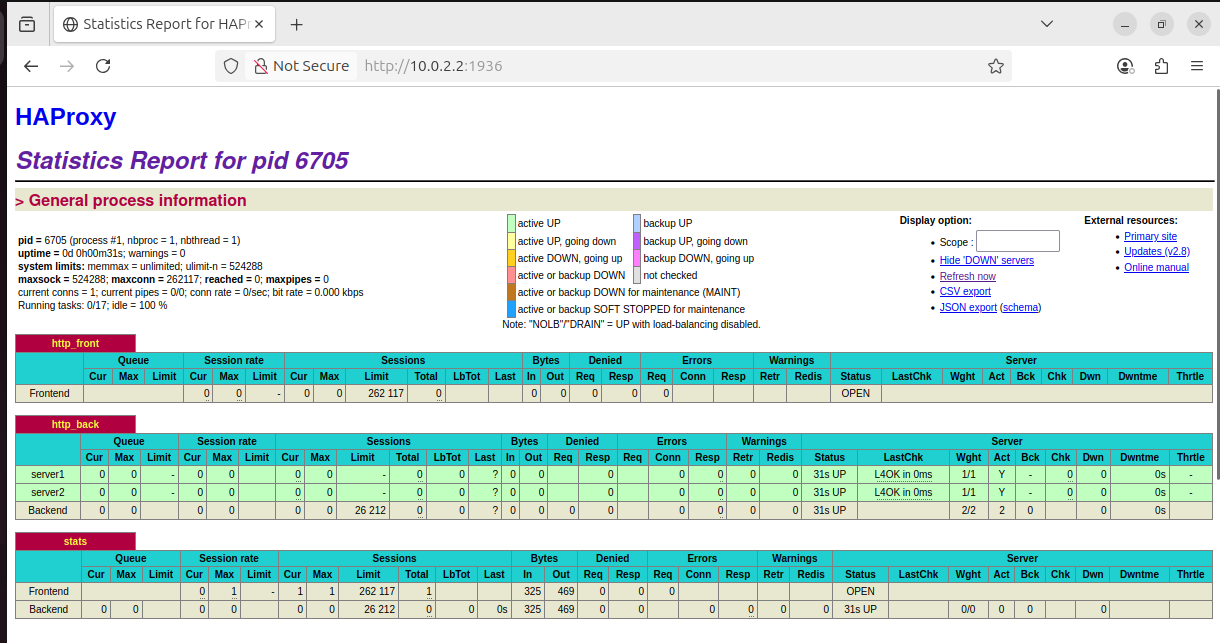 Statistics Report for HAPr
Not Secure http://10.0.2.2:1936
HAProxy
Statistics Report for pid 6705
> General process information
pid = 6705 (process #1, nbproc = 1, nbthread = 1)
uptime = 0d 0h00m31s; warnings = 0
system limits: memmax = unlimited; ulimit-n = 524288
maxsock = 524288; maxconn = 262117; reached = 0; maxpipes = 0
current conns = 1; current pipes = 0/0; conn rate = 0/sec; bit rate = 0.000 kbps
Running tasks: 0/17; idle = 100 %
active UP backup UP
active UP, going down backup UP, going down
active DOWN, going up backup DOWN, going up
active or backup DOWN not checked
active or backup DOWN for maintenance (MAINT)
active or backup SOFT STOPPED for maintenance
Note: "NOLB"/"DRAIN" = UP with load-balancing disabled.
Display option:
Scope :
Hide 'DOWN' servers
Refresh now
CSV export
JSON export (schema)
External resources:
Primary site
Updates (v2.8)
Online manual
http_front
Queue Session rate Sessions Bytes Denied Errors Warnings Server
Cur Max Limit Cur Max Limit Cur Max Limit Total LbTot Last In Out Req Resp Req Conn Resp Retr Redis Status LastChk Wght Act Bck Chk Dwn Dwntme Thrtle
Frontend 0 0 - 0 0 262 117 0 0 0 0 0 0 OPEN
http_back
Queue Session rate Sessions Bytes Denied Errors Warnings Server
Cur Max Limit Cur Max Limit Cur Max Limit Total LbTot Last In Out Req Resp Req Conn Resp Retr Redis Status LastChk Wght Act Bck Chk Dwn Dwntme Thrtle
server1 0 0 - 0 0 0 0 - 0 0 ? 0 0 0 0 0 0 0 31s UP L4OK in 0ms 1/1 Y - 0 0 0s -
server2 0 0 - 0 0 0 0 - 0 0 ? 0 0 0 0 0 0 0 31s UP L4OK in 0ms 1/1 Y - 0 0 0s -
Backend 0 0 0 0 0 0 26 212 0 0 ? 0 0 0 0 0 0 0 0 31s UP 2/2 2 0 0 0s
stats
Queue Session rate Sessions Bytes Denied Errors Warnings Server
Cur Max Limit Cur Max Limit Cur Max Limit Total LbTot Last In Out Req Resp Req Conn Resp Retr Redis Status LastChk Wght Act Bck Chk Dwn Dwntme Thrtle
Frontend 0 1 - 1 1 262 117 1 325 469 0 0 0 OPEN
Backend 0 0 0 0 0 0 26 212 0 0 0s 325 469 0 0 0 0 0 0 31s UP 0/0 0 0 0